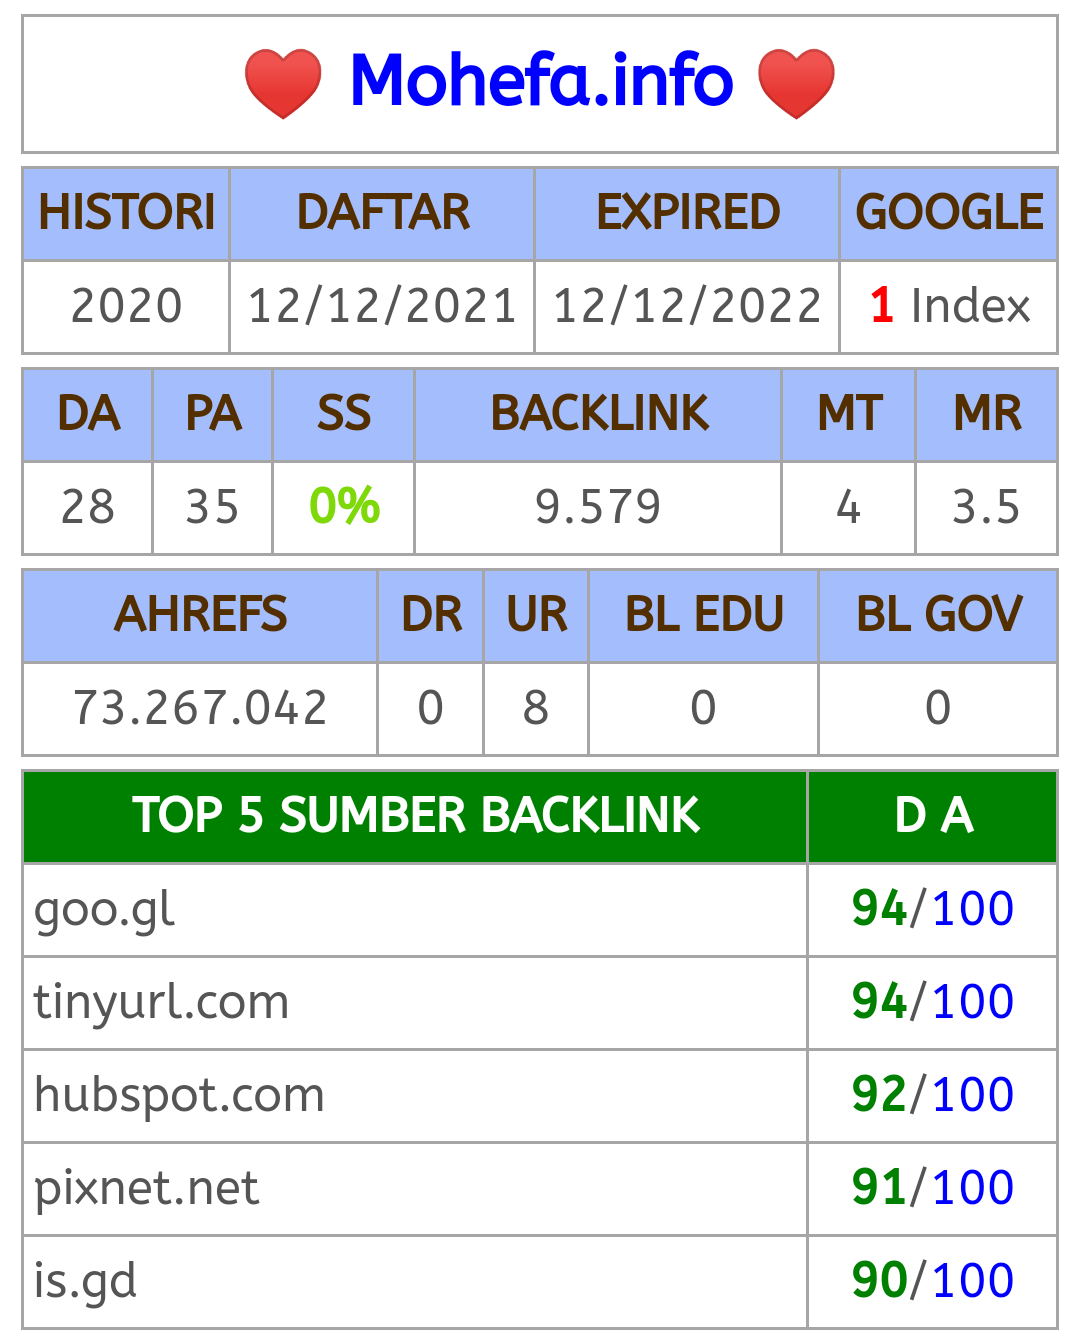 ❤️ Mohefa.info ❤️
HISTORI DAFTAR EXPIRED GOOGLE
2020 12/12/2021 12/12/2022 1 Index
DA PA SS BACKLINK MT MR
28 35 0% 9.579 4 3.5
AHREFS DR UR BL EDU BL GOV
73.267.042 0 8 0 0
TOP 5 SUMBER BACKLINK D A
goo.gl 94/100
tinyurl.com 94/100
hubspot.com 92/100
pixnet.net 91/100
is.gd 90/100